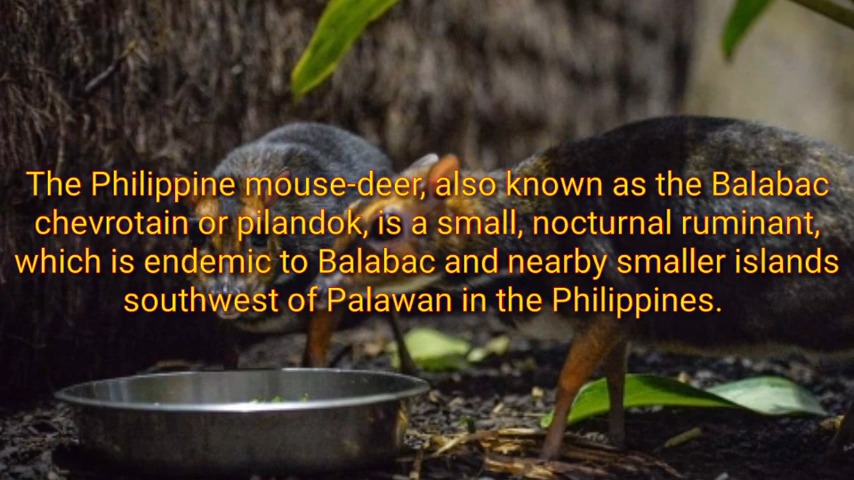 The Philippine mouse-deer, also known as the Balabac
chevrotain or pilandok, is a small, nocturnal ruminant,
which is endemic to Balabac and nearby smaller islands
southwest of Palawan in the Philippines.